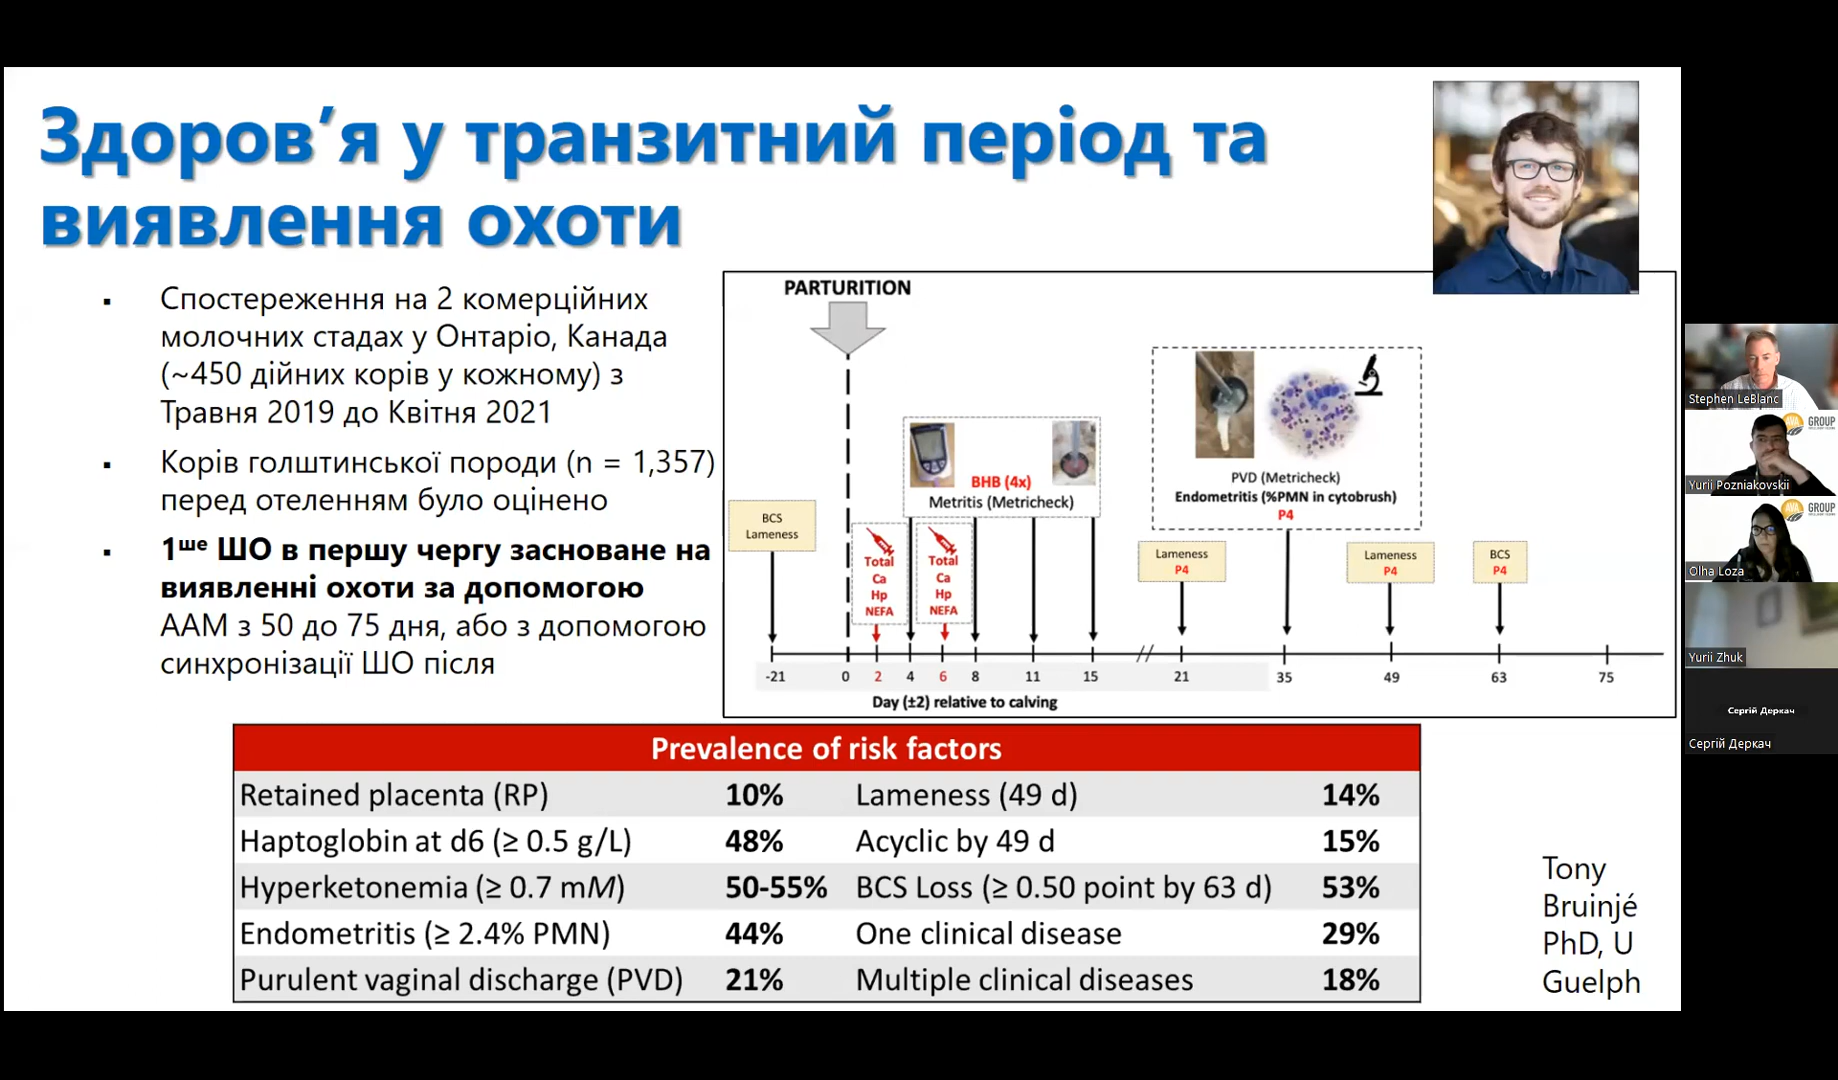 Здоров’я у транзитний період та
виявлення охоти
▪ Спостереження на 2 комерційних
молочних стадах у Онтаріо, Канада
(~450 дійних корів у кожному) з
Травня 2019 до Квітня 2021
▪ Корів голштинської породи (n = 1,357)
перед отеленням було оцінено
▪ 1ше ШО в першу чергу засноване на
виявленні охоти за допомогою
ААМ з 50 до 75 дня, або з допомогою
синхронізації ШО після
PARTURITION
BCS
Lameness
Total
Ca
Hp
NEFA
BHB (4x)
Metritis (Metricheck)
Total
Ca
Hp
NEFA
PVD (Metricheck)
Endometritis (%PMN in cytobrush)
P4
Lameness
P4
Lameness
P4
BCS
P4
-21 0 2 4 6 8 11 15 // 21 35 49 63 75
Day (±2) relative to calving
Prevalence of risk factors
Retained placenta (RP) 10% Lameness (49 d) 14%
Haptoglobin at d6 (≥ 0.5 g/L) 48% Acyclic by 49 d 15%
Hyperketonemia (≥ 0.7 mM) 50-55% BCS Loss (≥ 0.50 point by 63 d) 53%
Endometritis (≥ 2.4% PMN) 44% One clinical disease 29%
Purulent vaginal discharge (PVD) 21% Multiple clinical diseases 18%
Tony
Bruinjé
PhD, U
Guelph
Stephen LeBlanc
AVA GROUP
Yurii Pozniakovskii
AVA GROUP
Olha Loza
Yurii Zhuk
Сергій Деркач
Сергій Деркач